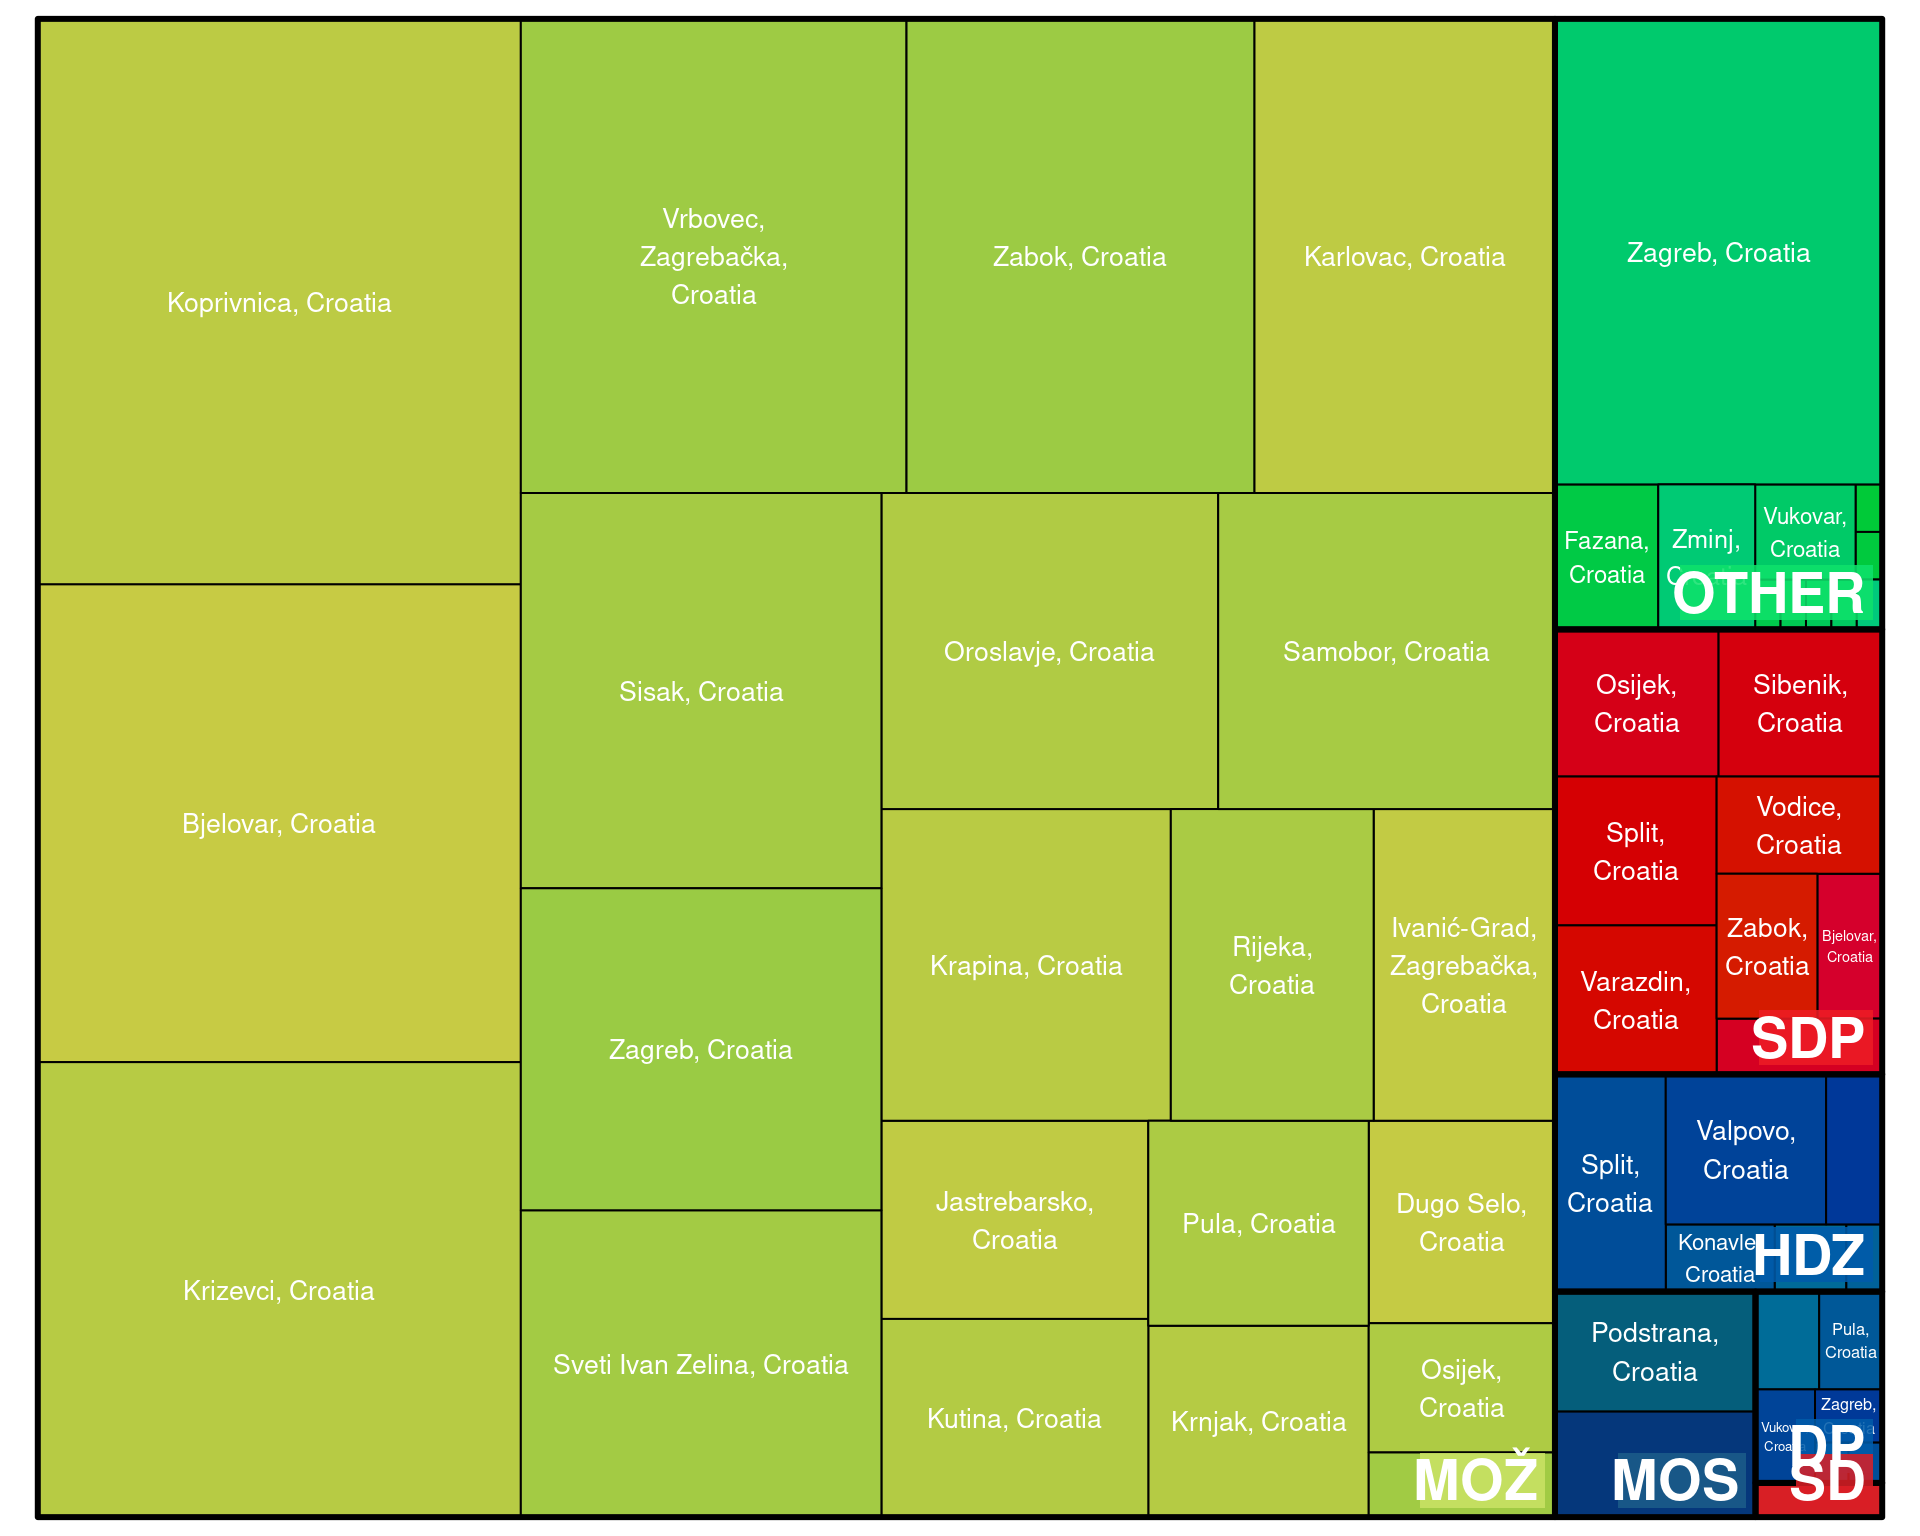 Koprivnica, Croatia
Bjelovar, Croatia
Krizevci, Croatia
Vrbovec,
Zagrebačka,
Croatia
Zabok, Croatia
Karlovac, Croatia
Sisak, Croatia
Zagreb, Croatia
Sveti Ivan Zelina, Croatia
Oroslavje, Croatia
Samobor, Croatia
Krapina, Croatia
Rijeka,
Croatia
Ivanić-Grad,
Zagrebačka,
Croatia
Jastrebarsko,
Croatia
Kutina, Croatia
Pula, Croatia
Krnjak, Croatia
Dugo Selo,
Croatia
Osijek,
Croatia
MOŽ
Zagreb, Croatia
Fazana,
Croatia
Zminj,
Vukovar,
Croatia
OTHER
Osijek,
Croatia
Sibenik,
Croatia
Split,
Croatia
Vodice,
Croatia
Varazdin,
Croatia
Zabok,
Croatia
Bjelovar,
Croatia
SDP
Split,
Croatia
Valpovo,
Croatia
Konavle
Croatia
HDZ
Podstrana,
Croatia
MOS
Pula,
Croatia
Zagreb,
DP
SD